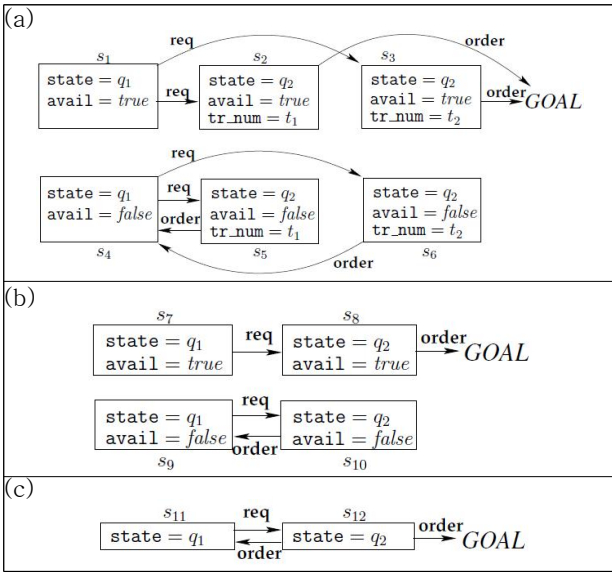 (a)
s1 s2 s3
req
order
state = q1
avail = true
req
state = q2
avail = true
tr_num = t1
state = q2
avail = true
tr_num = t2
order
GOAL
req
state = q1
avail = false
req
order
state = q2
avail = false
tr_num = t1
state = q2
avail = false
tr_num = t2
s4 s5 s6
order
(b)
s7 s8
state = q1
avail = true
req
state = q2
avail = true
order
GOAL
state = q1
avail = false
req
order
state = q2
avail = false
s9 s10
(c)
s11 s12
state = q1
req
order
state = q2
order
GOAL